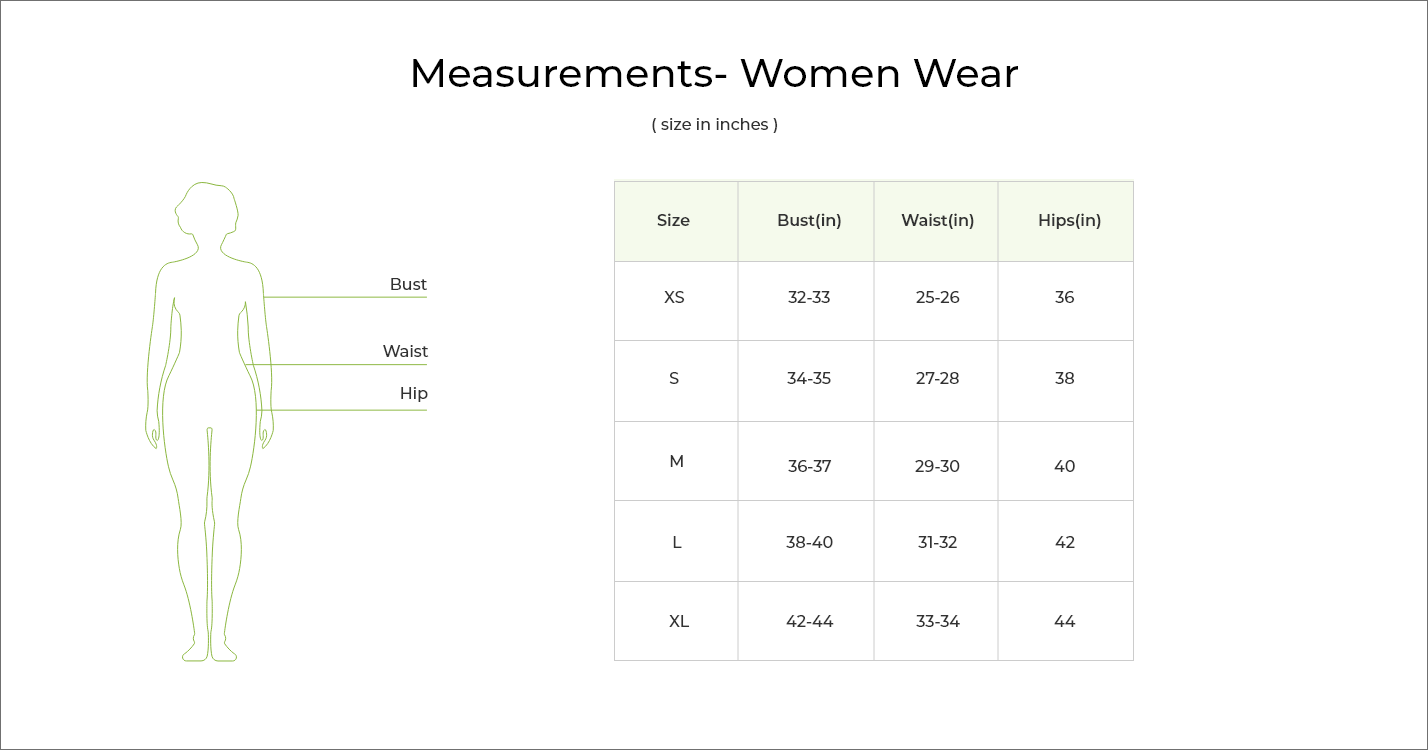 Measurements- Women Wear
( size in inches )
Bust
Waist
Hip
Size Bust(in) Waist(in) Hips(in)
XS 32-33 25-26 36
S 34-35 27-28 38
M 36-37 29-30 40
L 38-40 31-32 42
XL 42-44 33-34 44